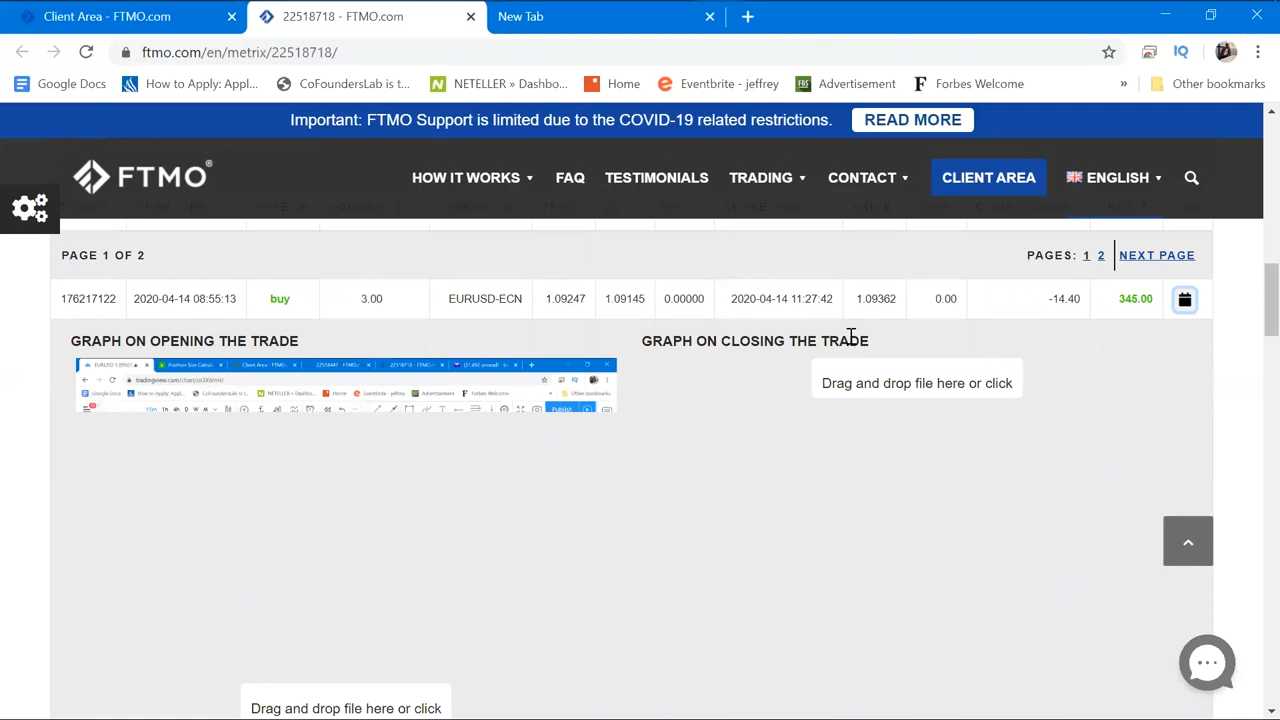 Client Area - FTMO.com
22518718 - FTMO.com
New Tab
ftmo.com/en/metrix/22518718/
IQ
Google Docs
How to Apply: Appl...
CoFoundersLab is t...
NETELLER » Dashbo...
Home
Eventbrite - jeffrey
Advertisement
Forbes Welcome
»
Other bookmarks
Important: FTMO Support is limited due to the COVID-19 related restrictions.
READ MORE
FTMO®
HOW IT WORKS
FAQ
TESTIMONIALS
TRADING
CONTACT
CLIENT AREA
ENGLISH
PAGE 1 OF 2
PAGES: 1 2 NEXT PAGE
176217122 2020-04-14 08:55:13 buy 3.00 EURUSD-ECN 1.09247 1.09145 0.00000 2020-04-14 11:27:42 1.09362 0.00 -14.40 345.00
GRAPH ON OPENING THE TRADE
GRAPH ON CLOSING THE TRADE
Drag and drop file here or click
Drag and drop file here or click